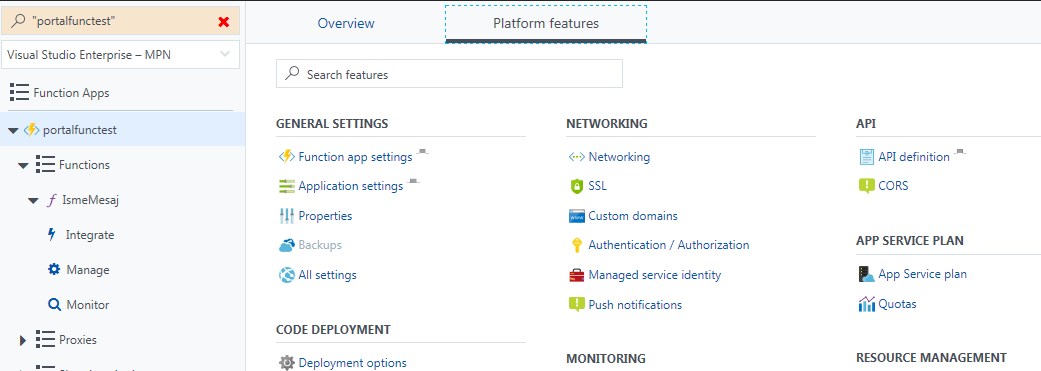 "portalfunctest"
Visual Studio Enterprise – MPN
Function Apps
portalfunctest
Functions
IsmeMesaj
Integrate
Manage
Monitor
Proxies
Overview
Platform features
Search features
GENERAL SETTINGS
Function app settings
Application settings
Properties
Backups
All settings
CODE DEPLOYMENT
Deployment options
NETWORKING
Networking
SSL
Custom domains
Authentication / Authorization
Managed service identity
Push notifications
MONITORING
API
API definition
CORS
APP SERVICE PLAN
App Service plan
Quotas
RESOURCE MANAGEMENT